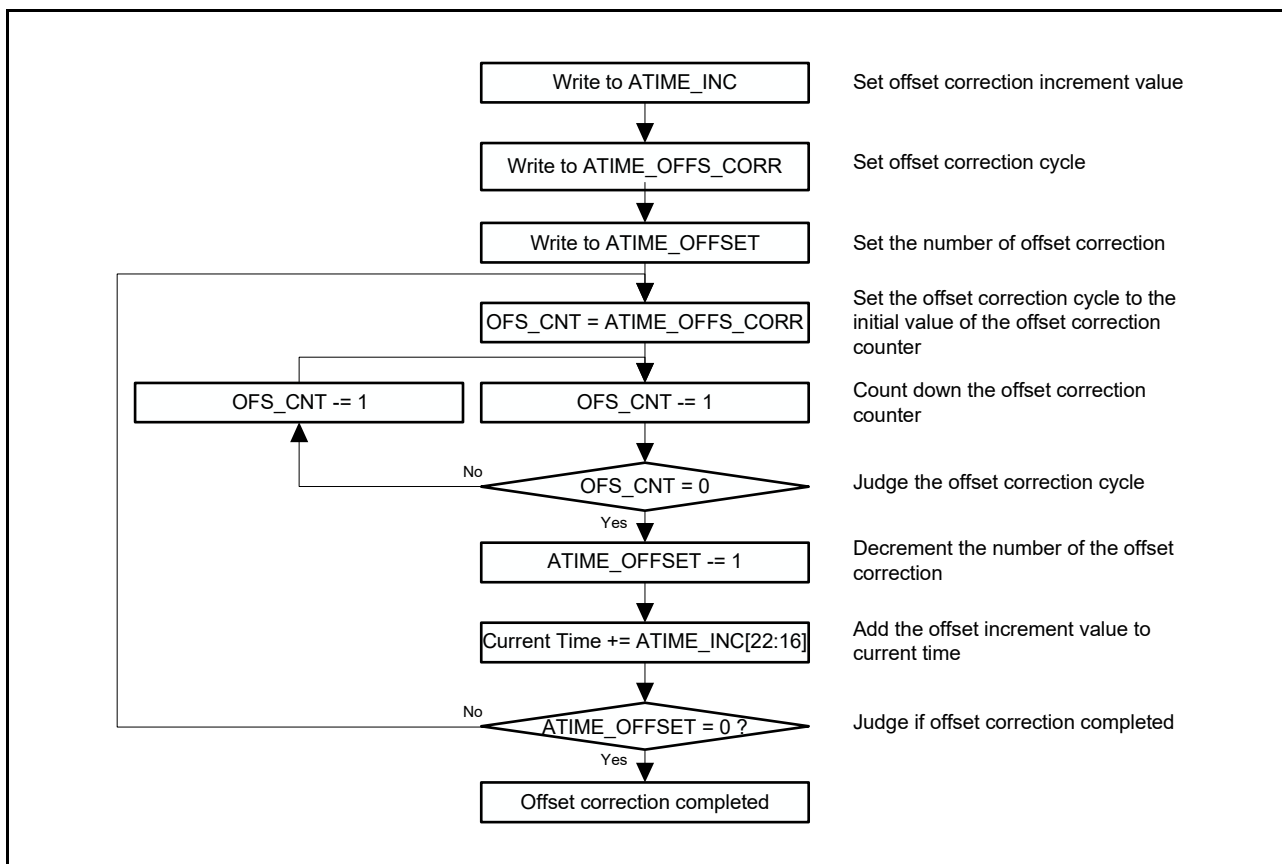 Write to ATIME_INC
Set offset correction increment value
Write to ATIME_OFFS_CORR
Set offset correction cycle
Write to ATIME_OFFSET
Set the number of offset correction
OFS_CNT = ATIME_OFFS_CORR
Set the offset correction cycle to the
initial value of the offset correction
counter
OFS_CNT -= 1
OFS_CNT -= 1
Count down the offset correction
counter
No
OFS_CNT = 0
Judge the offset correction cycle
Yes
ATIME_OFFSET -= 1
Decrement the number of the offset
correction
Current Time += ATIME_INC[22:16]
Add the offset increment value to
current time
No
ATIME_OFFSET = 0 ?
Judge if offset correction completed
Yes
Offset correction completed